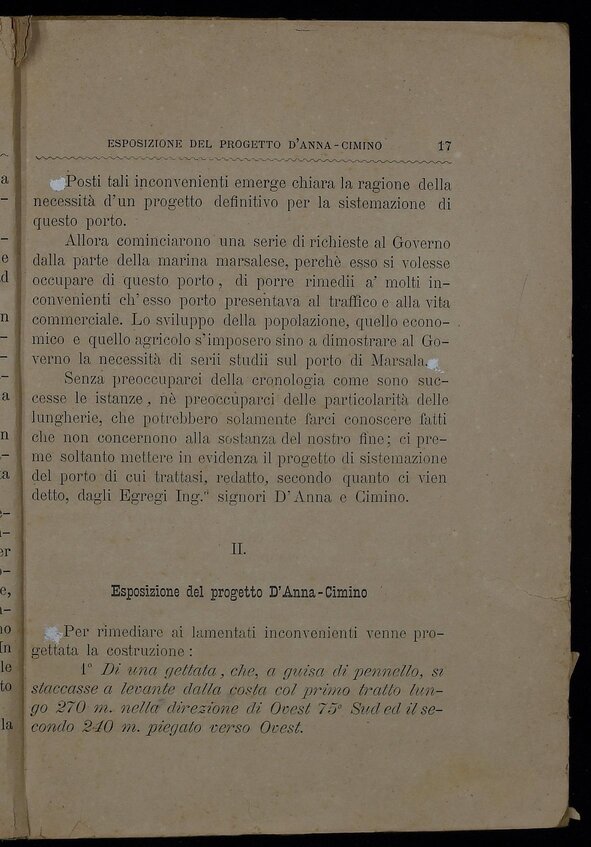 ESPOSIZIONE DEL PROGETTO D'ANNA-CIMINO 17
Posti tali inconvenienti emerge chiara la ragione della
necessità d'un progetto definitivo per la sistemazione di
questo porto.
Allora cominciarono una serie di richieste al Governo
dalla parte della marina marsalese, perchè esso si volesse
occupare di questo porto, di porre rimedii a' molti in-
convenienti ch'esso porto presentava al traffico e alla vita
commerciale. Lo sviluppo della popolazione, quello econo-
mico e quello agricolo s'imposero sino a dimostrare al Go-
verno la necessità di serii studii sul porto di Marsala.
Senza preoccuparci della cronologia come sono suc-
cesse le istanze, nè preoccuparci delle particolarità delle
lungherie, che potrebbero solamente farci conoscere fatti
che non concernono alla sostanza del nostro fine; ci pre-
me soltanto mettere in evidenza il progetto di sistemazione
del porto di cui trattasi, redatto, secondo quanto ci vien
detto, dagli Egregi Ing.ri signori D'Anna e Cimino.
II.
Esposizione del progetto D'Anna-Cimino
Per rimediare ai lamentati inconvenienti venne pro-
gettata la costruzione:
1° Di una gettata, che, a guisa di pennello, si
staccasse a levante dalla costa col primo tratto lun-
go 270 m. nella direzione di Ovest 75° Sud ed il se-
condo 240 m. piegato verso Ovest.